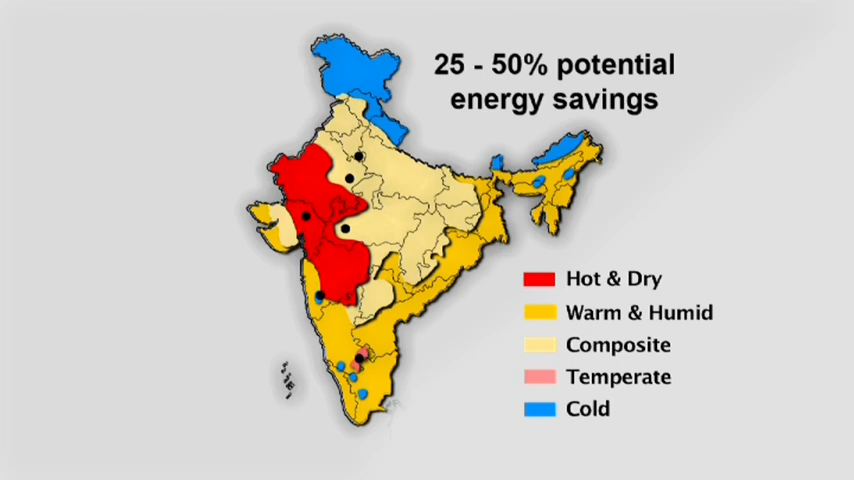 25 - 50% potential
energy savings
Hot & Dry
Warm & Humid
Composite
Temperate
Cold